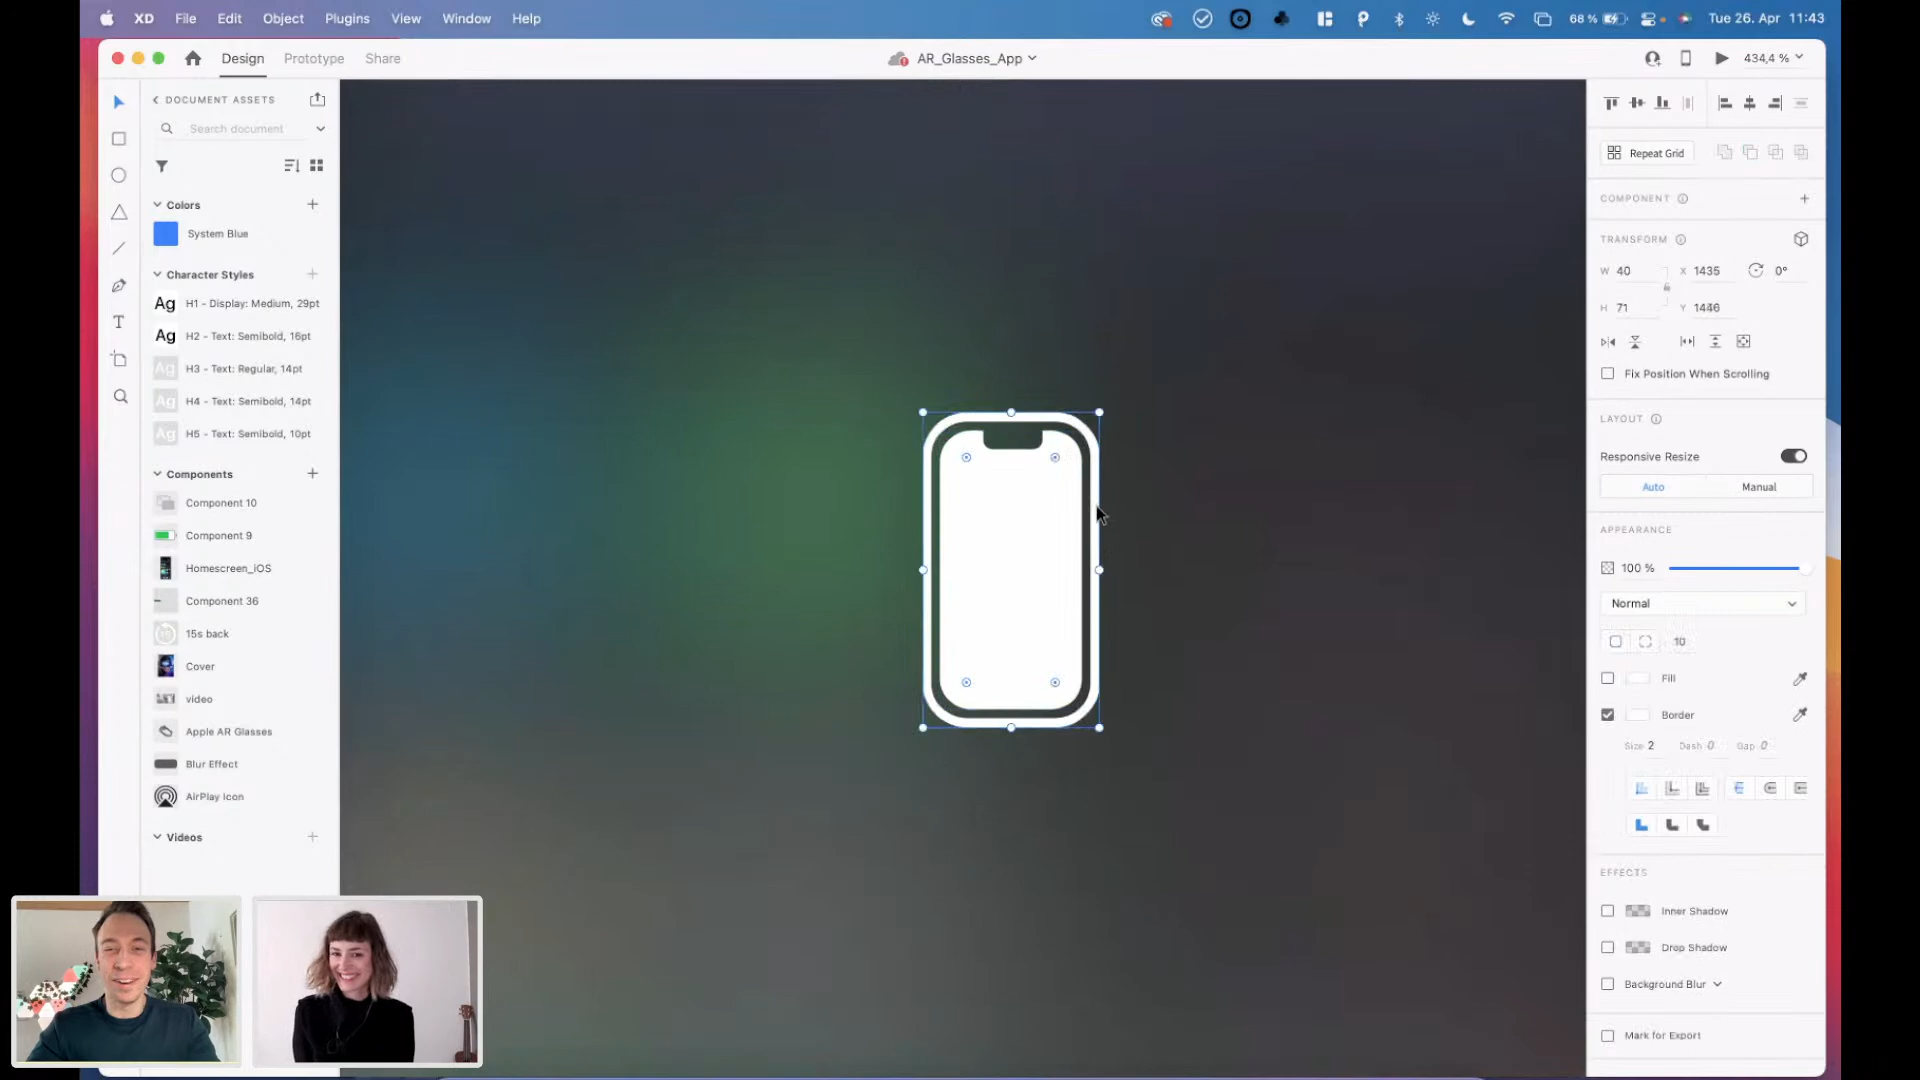 XD File Edit Object Plugins View Window Help
68 % Tue 26. Apr 11:43
Design Prototype Share
AR_Glasses_App
434,4 %
DOCUMENT ASSETS
Search document
Colors
System Blue
Character Styles
Ag H1 - Display: Medium, 29pt
Ag H2 - Text: Semibold, 16pt
Ag H3 - Text: Regular, 14pt
Ag H4 - Text: Semibold, 14pt
Ag H5 - Text: Semibold, 10pt
Components
Component 10
Component 9
Homescreen_iOS
Component 36
15s back
Cover
video
Apple AR Glasses
Blur Effect
AirPlay Icon
Videos
Repeat Grid
COMPONENT
TRANSFORM
W 40 X 1435 0°
H 71 Y 1446
Fix Position When Scrolling
LAYOUT
Responsive Resize
Auto Manual
APPEARANCE
100 %
Normal
10
Fill
Border
Size 2 Dash 0 Gap 0
EFFECTS
Inner Shadow
Drop Shadow
Background Blur
Mark for Export